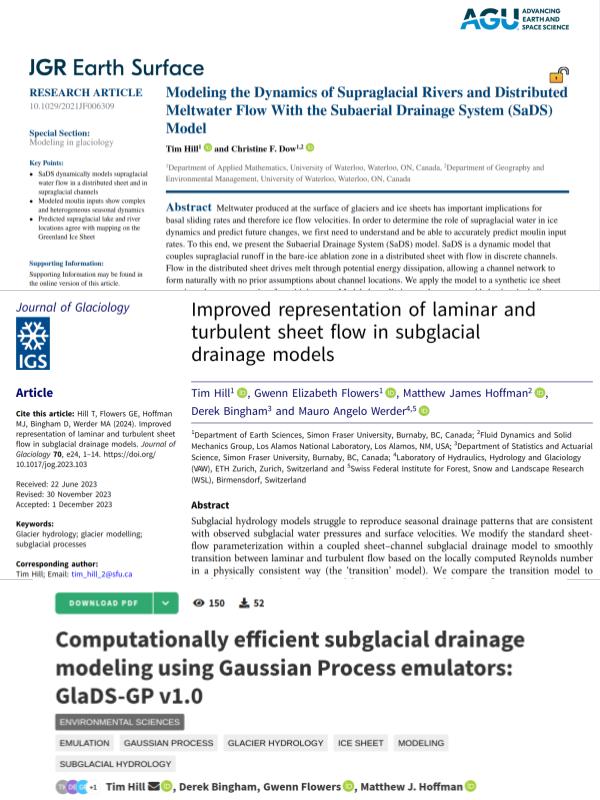 AGU ADVANCING
EARTH AND
SPACE SCIENCE
JGR Earth Surface
RESEARCH ARTICLE
10.1029/2021JF006309
Special Section:
Modeling in glaciology
Key Points:
• SaDS dynamically models supraglacial
water flow in a distributed sheet and in
supraglacial channels
• Modeled moulin inputs show complex
and heterogeneous seasonal dynamics
• Predicted supraglacial lake and river
locations agree with mapping on the
Greenland Ice Sheet
Supporting Information:
Supporting Information may be found in
the online version of this article.
Modeling the Dynamics of Supraglacial Rivers and Distributed
Meltwater Flow With the Subaerial Drainage System (SaDS)
Model
Tim Hill1 and Christine F. Dow1,2
1Department of Applied Mathematics, University of Waterloo, Waterloo, ON, Canada, 2Department of Geography and
Environmental Management, University of Waterloo, Waterloo, ON, Canada
Abstract Meltwater produced at the surface of glaciers and ice sheets has important implications for
basal sliding rates and therefore ice flow velocities. In order to determine the role of supraglacial water in ice
dynamics and predict future changes, we first need to understand and be able to accurately predict moulin input
rates. To this end, we present the Subaerial Drainage System (SaDS) model. SaDS is a dynamic model that
couples supraglacial runoff in the bare-ice ablation zone in a distributed sheet with flow in discrete channels.
Flow in the distributed sheet drives melt through potential energy dissipation, allowing a channel network to
form naturally with no prior assumptions about channel locations. We apply the model to a synthetic ice sheet
Journal of Glaciology
IGS
Article
Cite this article: Hill T, Flowers GE, Hoffman
MJ, Bingham D, Werder MA (2024). Improved
representation of laminar and turbulent sheet
flow in subglacial drainage models. Journal of
Glaciology 70, e24, 1–14. https://doi.org/
10.1017/jog.2023.103
Received: 22 June 2023
Revised: 30 November 2023
Accepted: 1 December 2023
Keywords:
Glacier hydrology; glacier modelling;
subglacial processes
Corresponding author:
Tim Hill; Email: tim_hill_2@sfu.ca
Improved representation of laminar and
turbulent sheet flow in subglacial
drainage models
Tim Hill1, Gwenn Elizabeth Flowers1, Matthew James Hoffman2,
Derek Bingham3 and Mauro Angelo Werder4,5
1Department of Earth Sciences, Simon Fraser University, Burnaby, BC, Canada; 2Fluid Dynamics and Solid
Mechanics Group, Los Alamos National Laboratory, Los Alamos, NM, USA; 3Department of Statistics and Actuarial
Science, Simon Fraser University, Burnaby, BC, Canada; 4Laboratory of Hydraulics, Hydrology and Glaciology
(VAW), ETH Zurich, Zurich, Switzerland and 5Swiss Federal Institute for Forest, Snow and Landscape Research
(WSL), Birmensdorf, Switzerland
Abstract
Subglacial hydrology models struggle to reproduce seasonal drainage patterns that are consistent
with observed subglacial water pressures and surface velocities. We modify the standard sheet-
flow parameterization within a coupled sheet–channel subglacial drainage model to smoothly
transition between laminar and turbulent flow based on the locally computed Reynolds number
in a physically consistent way (the 'transition' model). We compare the transition model to
DOWNLOAD PDF 150 52
Computationally efficient subglacial drainage
modeling using Gaussian Process emulators:
GlaDS-GP v1.0
ENVIRONMENTAL SCIENCES
EMULATION GAUSSIAN PROCESS GLACIER HYDROLOGY ICE SHEET MODELING
SUBGLACIAL HYDROLOGY
+1 Tim Hill, Derek Bingham, Gwenn Flowers, Matthew J. Hoffman